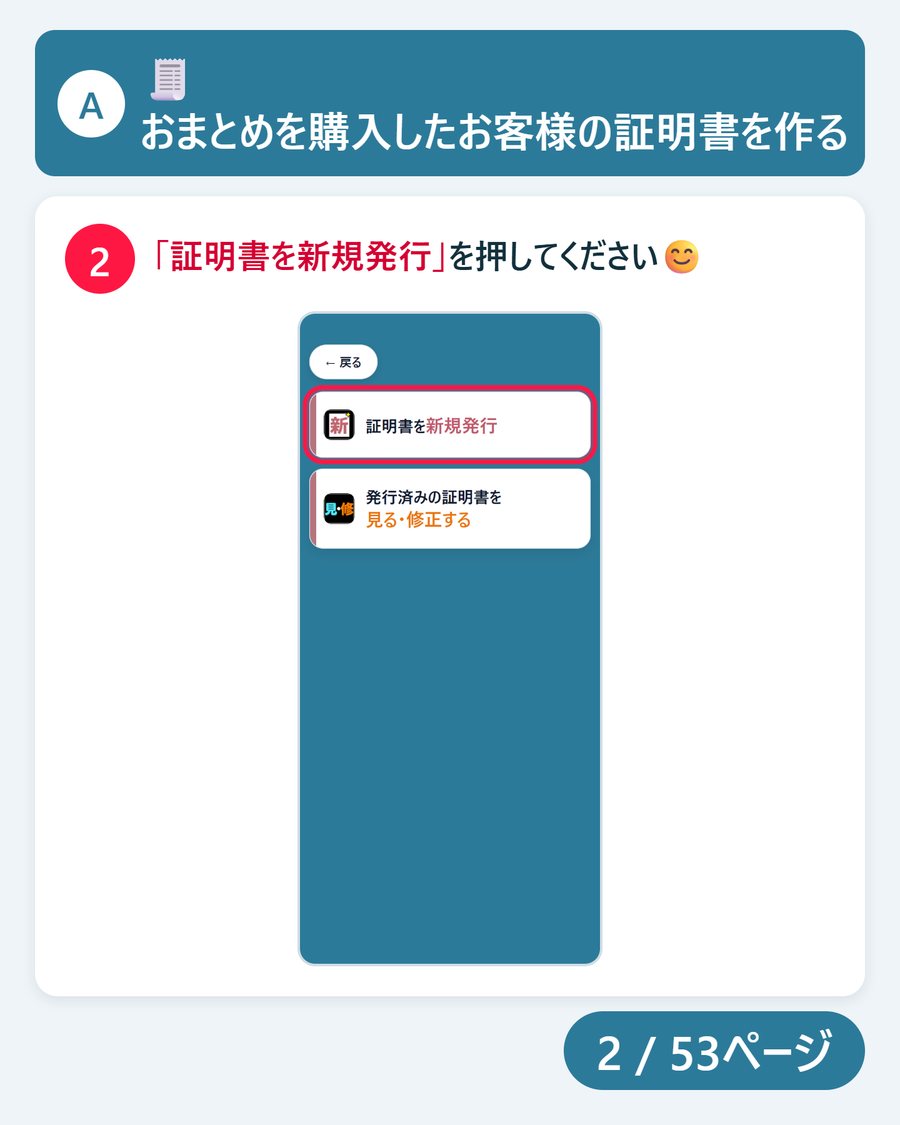 A
おまとめを購入したお客様の証明書を作る
2
「証明書を新規発行」を押してください
← 戻る
新
証明書を新規発行
見・修
発行済みの証明書を
見る・修正する
2 / 53ページ